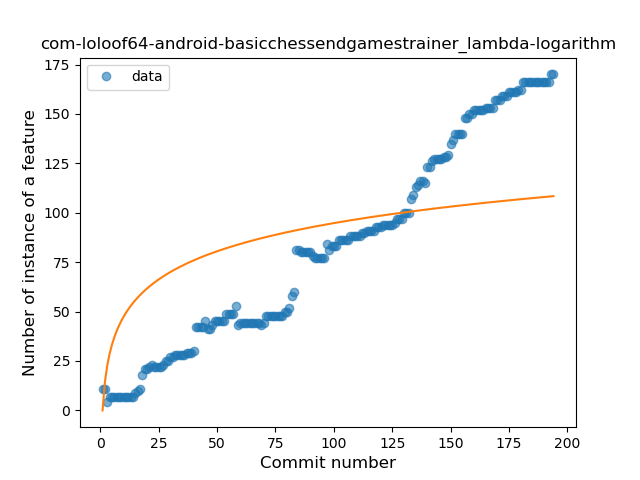 com-loloof64-android-basicchessendgamestrainer_lambda-logarithm
data
Number of instance of a feature
175
150
125
100
75
50
25
0
0 25 50 75 100 125 150 175 200
Commit number